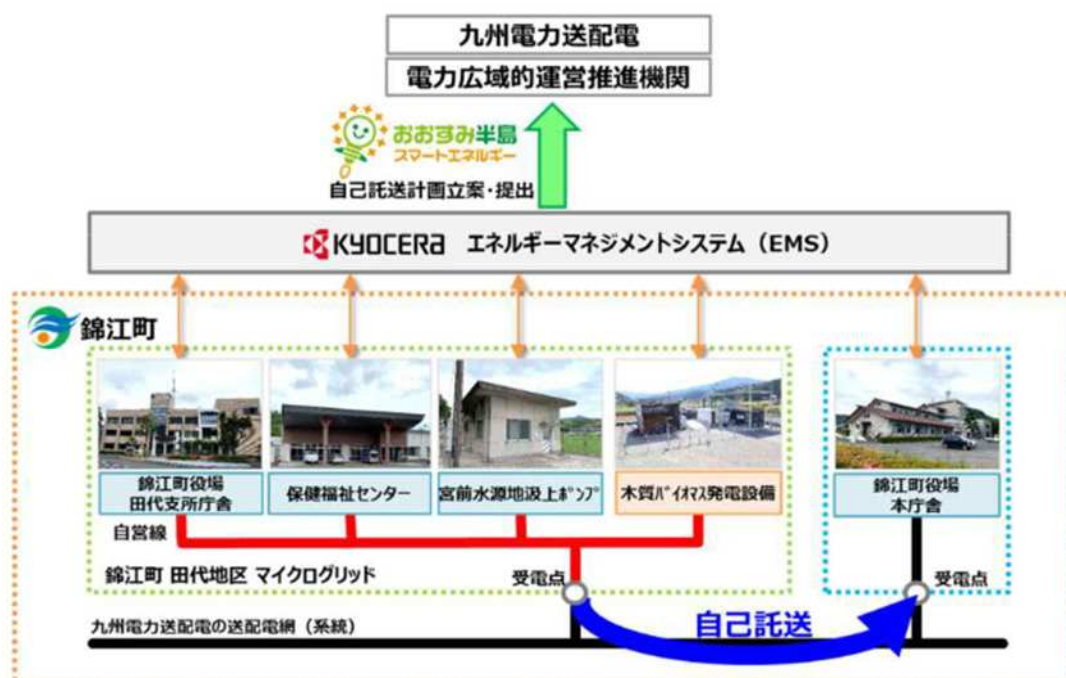 九州電力送配電
電力広域的運営推進機関
おおすみ半島
スマートエネルギー
自己託送計画立案・提出
KYOCERA エネルギーマネジメントシステム（EMS）
錦江町
錦江町役場
田代支所庁舎
保健福祉センター
宮前水源地汲上ﾎﾟﾝﾌﾟ
木質ﾊﾞｲｵﾏｽ発電設備
錦江町役場
本庁舎
自営線
錦江町 田代地区 マイクログリッド
受電点
受電点
自己託送
九州電力送配電の送配電網（系統）